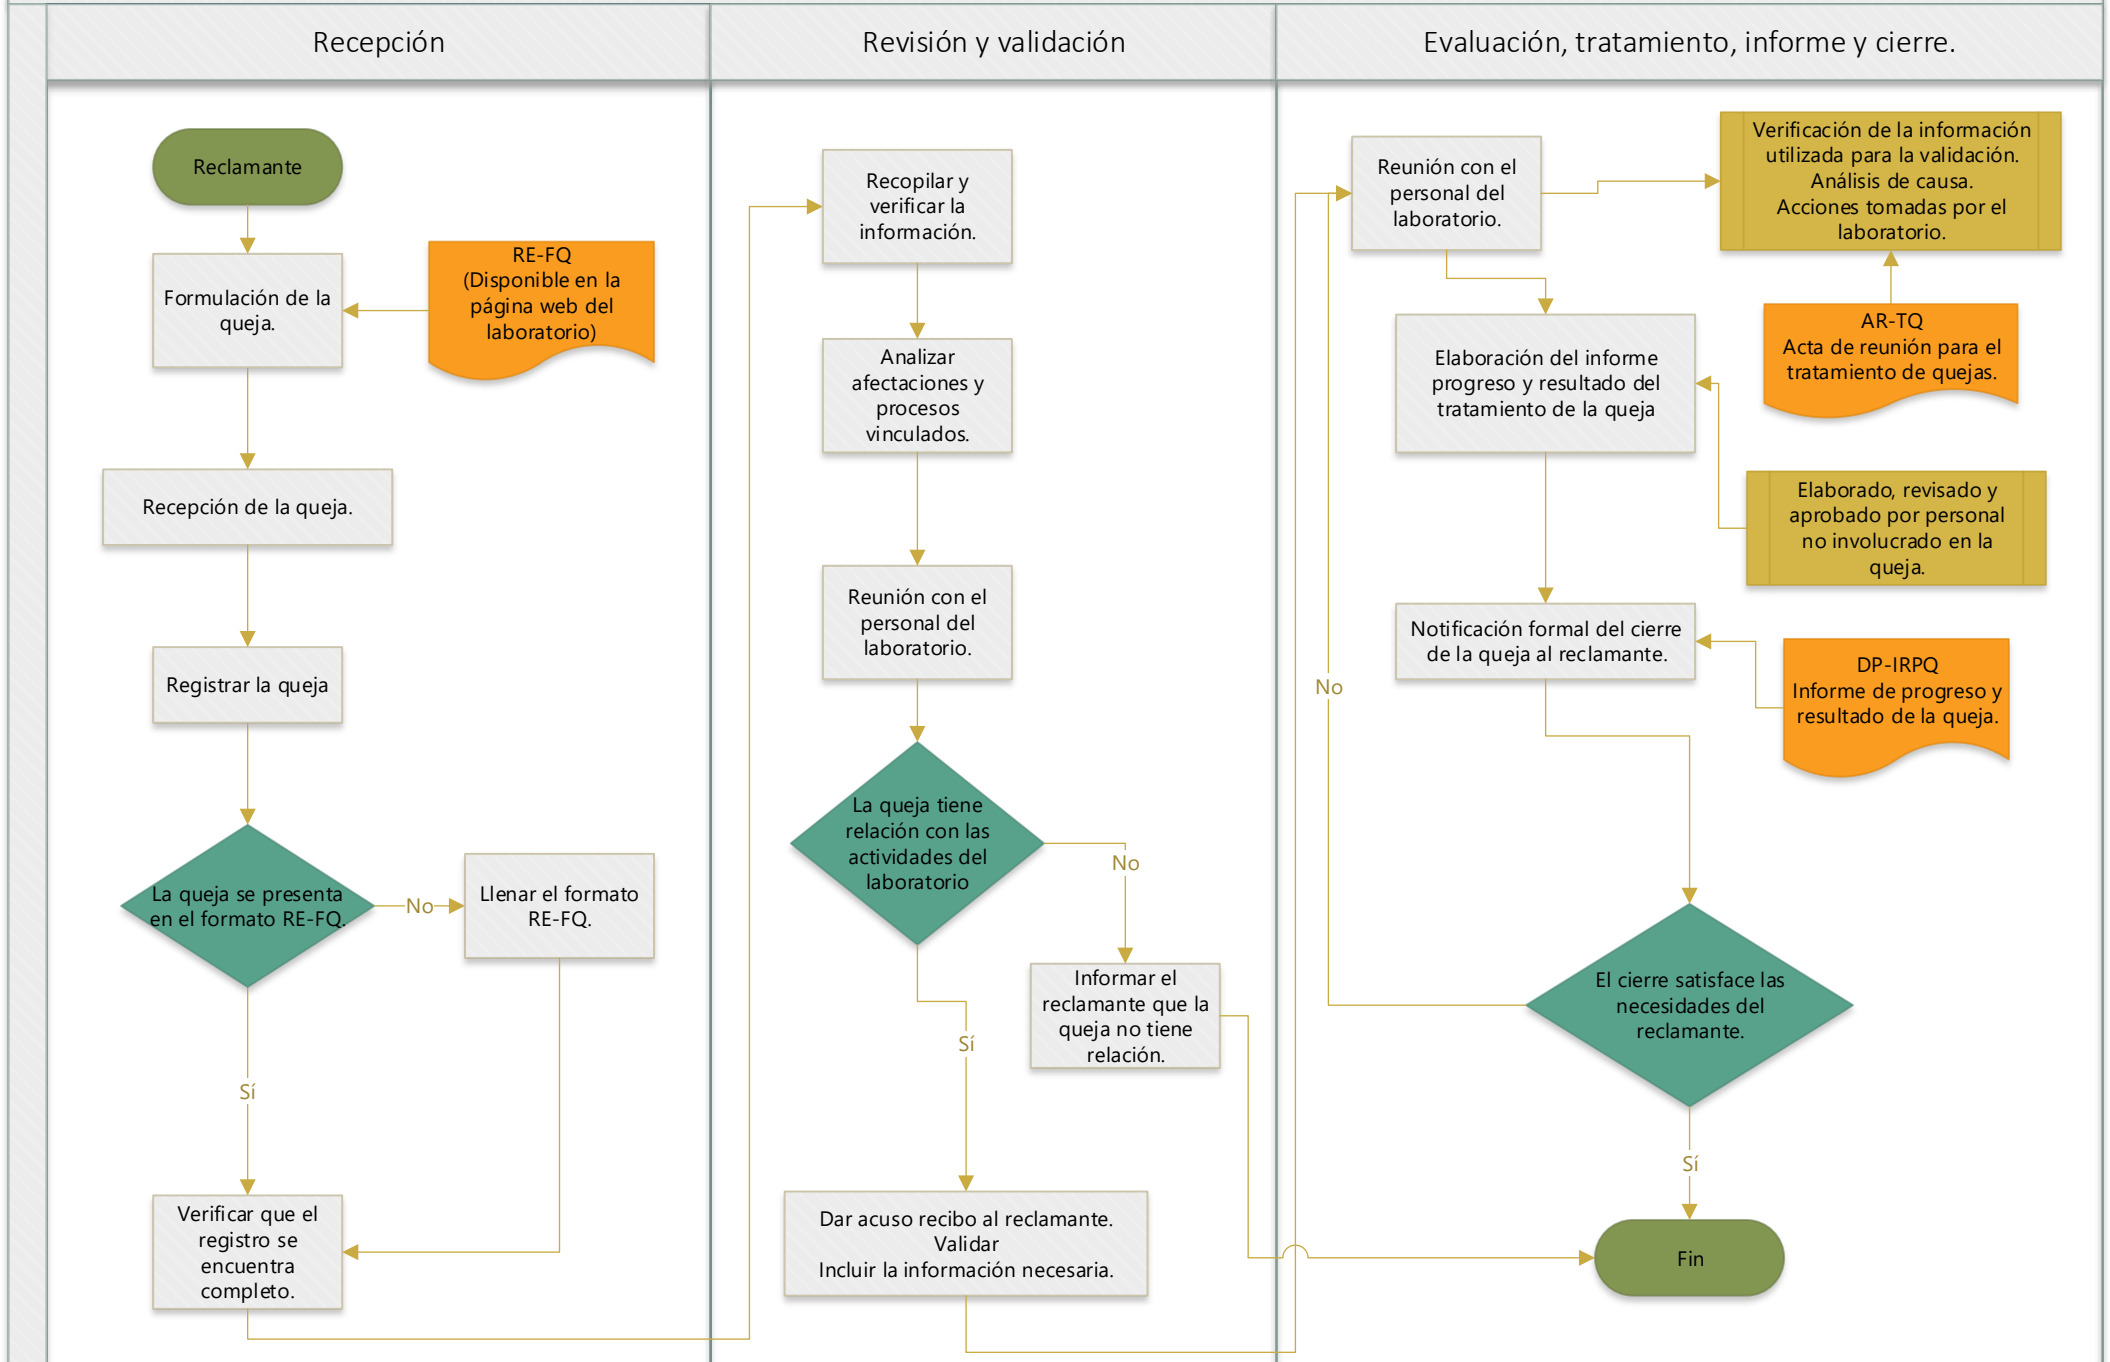 Recepción
Revisión y validación
Evaluación, tratamiento, informe y cierre.
Reclamante
Formulación de la
queja.
RE-FQ
(Disponible en la
página web del
laboratorio)
Recepción de la queja.
Registrar la queja
La queja se presenta
en el formato RE-FQ.
No
Llenar el formato
RE-FQ.
Sí
Verificar que el
registro se
encuentra
completo.
Recopilar y
verificar la
información.
Analizar
afectaciones y
procesos
vinculados.
Reunión con el
personal del
laboratorio.
La queja tiene
relación con las
actividades del
laboratorio
No
Informar el
reclamante que la
queja no tiene
relación.
Sí
Dar acuso recibo al reclamante.
Validar
Incluir la información necesaria.
Reunión con el
personal del
laboratorio.
Verificación de la información
utilizada para la validación.
Análisis de causa.
Acciones tomadas por el
laboratorio.
AR-TQ
Acta de reunión para el
tratamiento de quejas.
Elaboración del informe
progreso y resultado del
tratamiento de la queja
Elaborado, revisado y
aprobado por personal
no involucrado en la
queja.
Notificación formal del cierre
de la queja al reclamante.
DP-IRPQ
Informe de progreso y
resultado de la queja.
No
El cierre satisface las
necesidades del
reclamante.
Sí
Fin